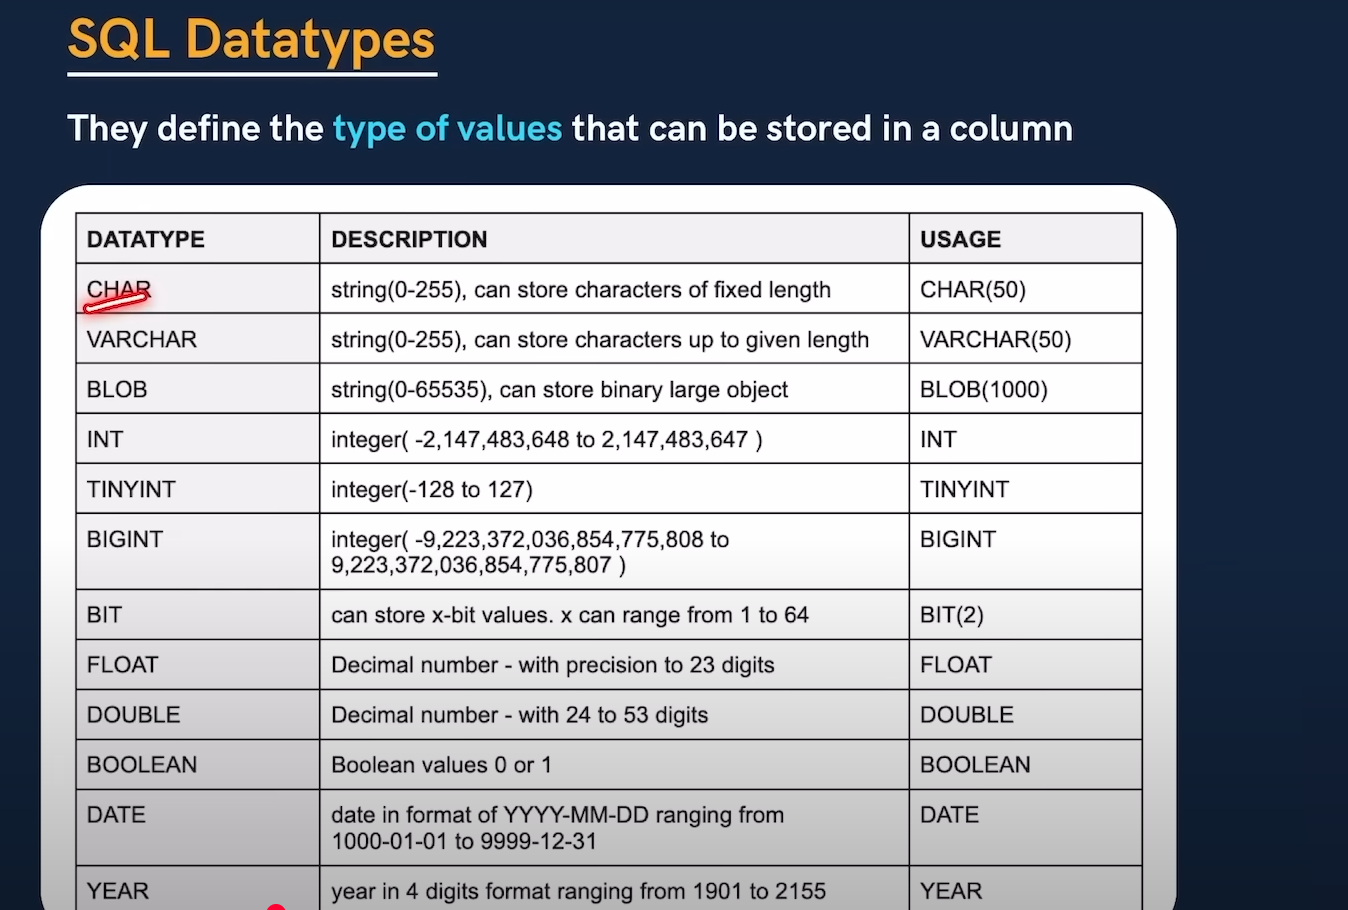 SQL Datatypes
They define the type of values that can be stored in a column
DATATYPE DESCRIPTION USAGE
CHAR string(0-255), can store characters of fixed length CHAR(50)
VARCHAR string(0-255), can store characters up to given length VARCHAR(50)
BLOB string(0-65535), can store binary large object BLOB(1000)
INT integer( -2,147,483,648 to 2,147,483,647 ) INT
TINYINT integer(-128 to 127) TINYINT
BIGINT integer( -9,223,372,036,854,775,808 to BIGINT
9,223,372,036,854,775,807 )
BIT can store x-bit values. x can range from 1 to 64 BIT(2)
FLOAT Decimal number - with precision to 23 digits FLOAT
DOUBLE Decimal number - with 24 to 53 digits DOUBLE
BOOLEAN Boolean values 0 or 1 BOOLEAN
DATE date in format of YYYY-MM-DD ranging from DATE
1000-01-01 to 9999-12-31
YEAR year in 4 digits format ranging from 1901 to 2155 YEAR